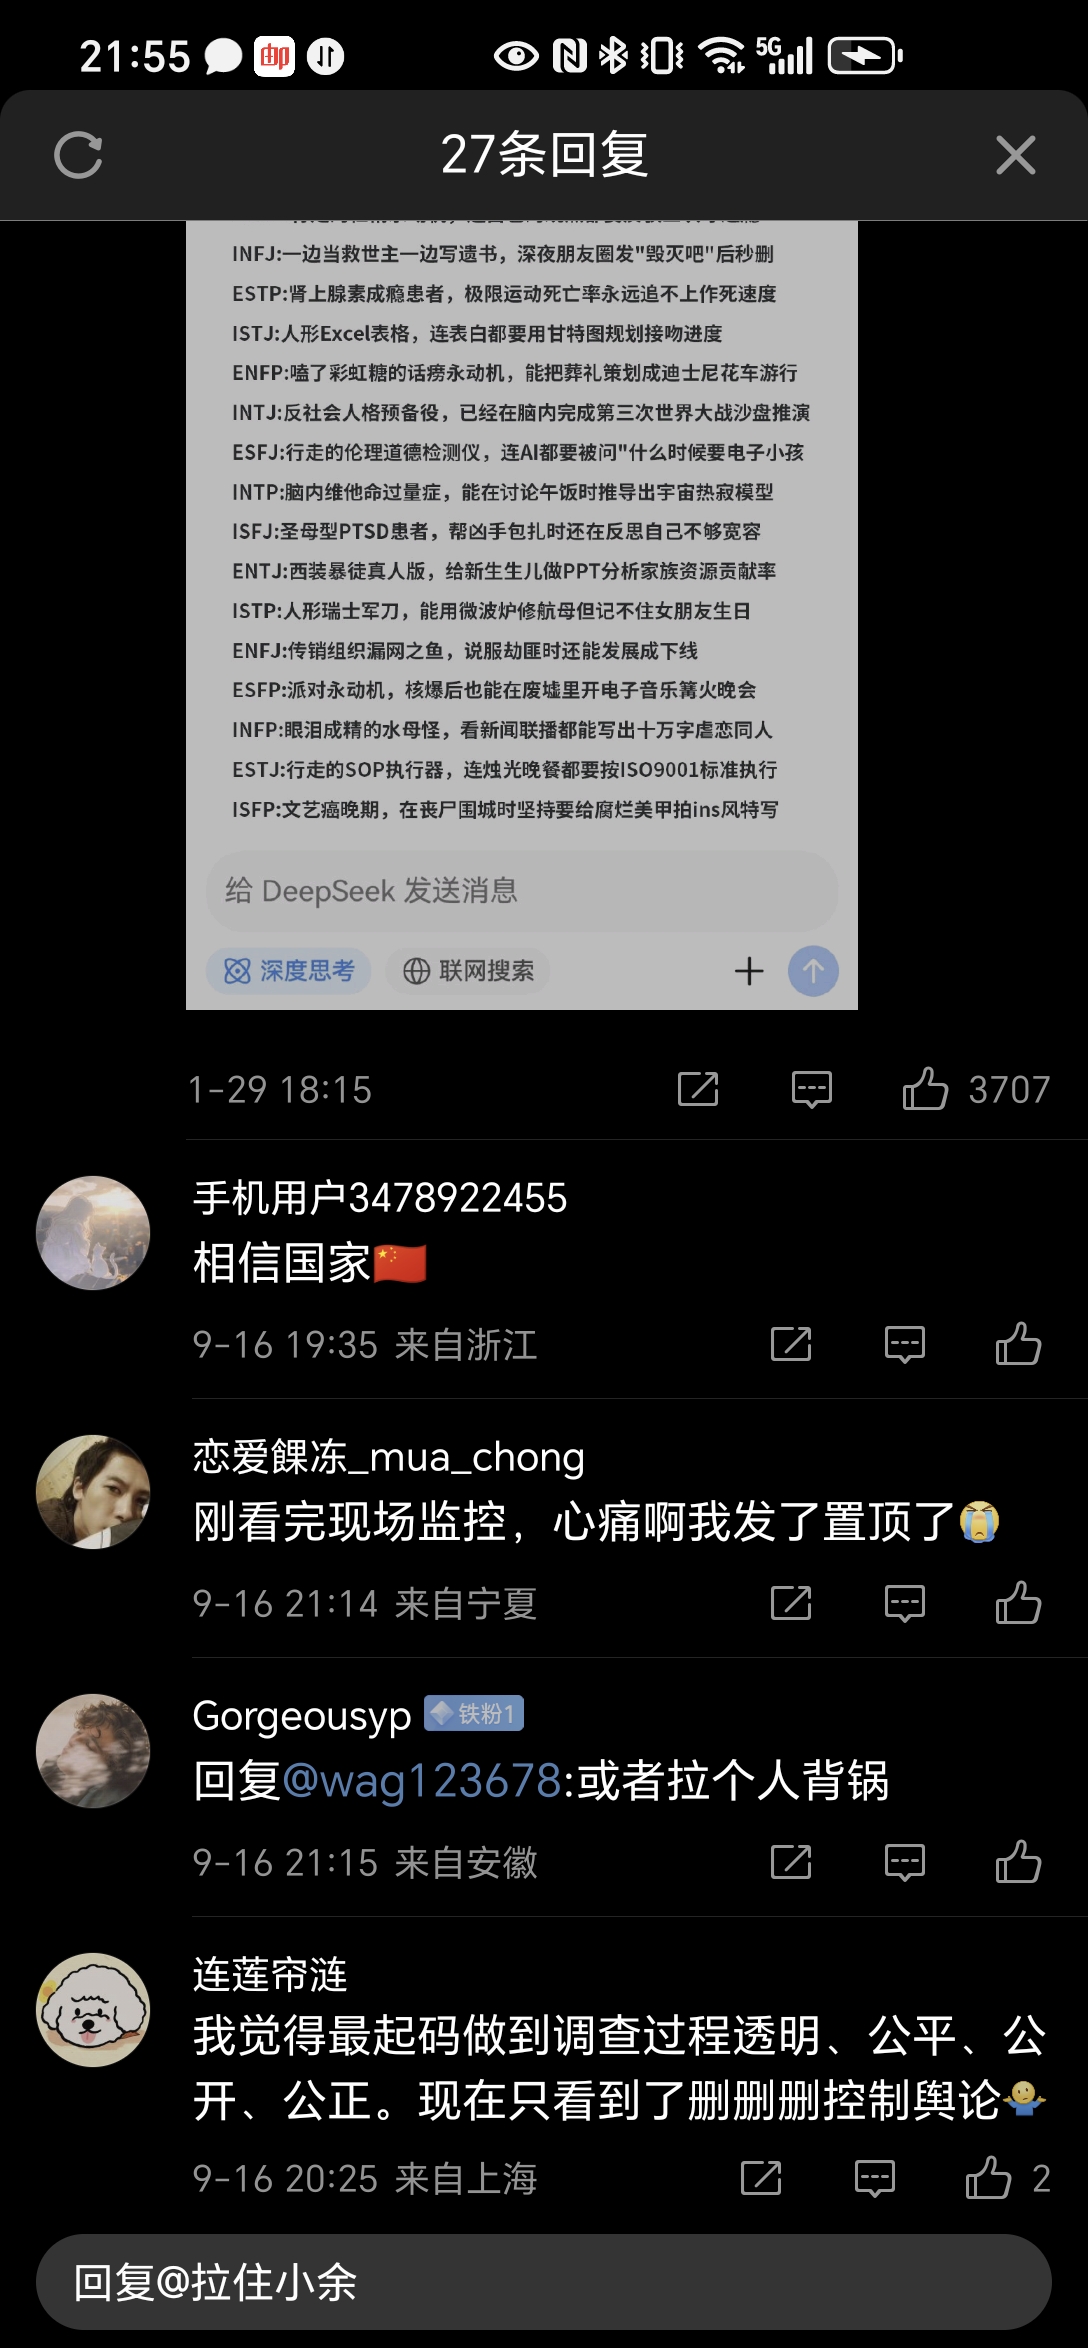 21:55
5G
27条回复
INFJ:一边当救世主一边写遗书，深夜朋友圈发"毁灭吧"后秒删
ESTP:肾上腺素成瘾患者，极限运动死亡率永远追不上作死速度
ISTJ:人形Excel表格，连表白都要用甘特图规划接吻进度
ENFP:嗑了彩虹糖的话痨永动机，能把葬礼策划成迪士尼花车游行
INTJ:反社会人格预备役，已经在脑内完成第三次世界大战沙盘推演
ESFJ:行走的伦理道德检测仪，连AI都要被问"什么时候要电子小孩
INTP:脑内维他命过量症，能在讨论午饭时推导出宇宙热寂模型
ISFJ:圣母型PTSD患者，帮凶手包扎时还在反思自己不够宽容
ENTJ:西装暴徒真人版，给新生生儿做PPT分析家族资源贡献率
ISTP:人形瑞士军刀，能用微波炉修航母但记不住女朋友生日
ENFJ:传销组织漏网之鱼，说服劫匪时还能发展成下线
ESFP:派对永动机，核爆后也能在废墟里开电子音乐篝火晚会
INFP:眼泪成精的水母怪，看新闻联播都能写出十万字虐恋同人
ESTJ:行走的SOP执行器，连烛光晚餐都要按ISO9001标准执行
ISFP:文艺癌晚期，在丧尸围城时坚持要给腐烂美甲拍ins风特写
给 DeepSeek 发送消息
深度思考 联网搜索
1-29 18:15 3707
手机用户3478922455
相信国家🇨🇳
9-16 19:35 来自浙江
恋爱餜冻_mua_chong
刚看完现场监控，心痛啊我发了置顶了😭
9-16 21:14 来自宁夏
Gorgeousyp 铁粉1
回复@wag123678:或者拉个人背锅
9-16 21:15 来自安徽
连莲帘涟
我觉得最起码做到调查过程透明、公平、公
开、公正。现在只看到了删删删控制舆论🤷
9-16 20:25 来自上海 2
回复@拉住小余